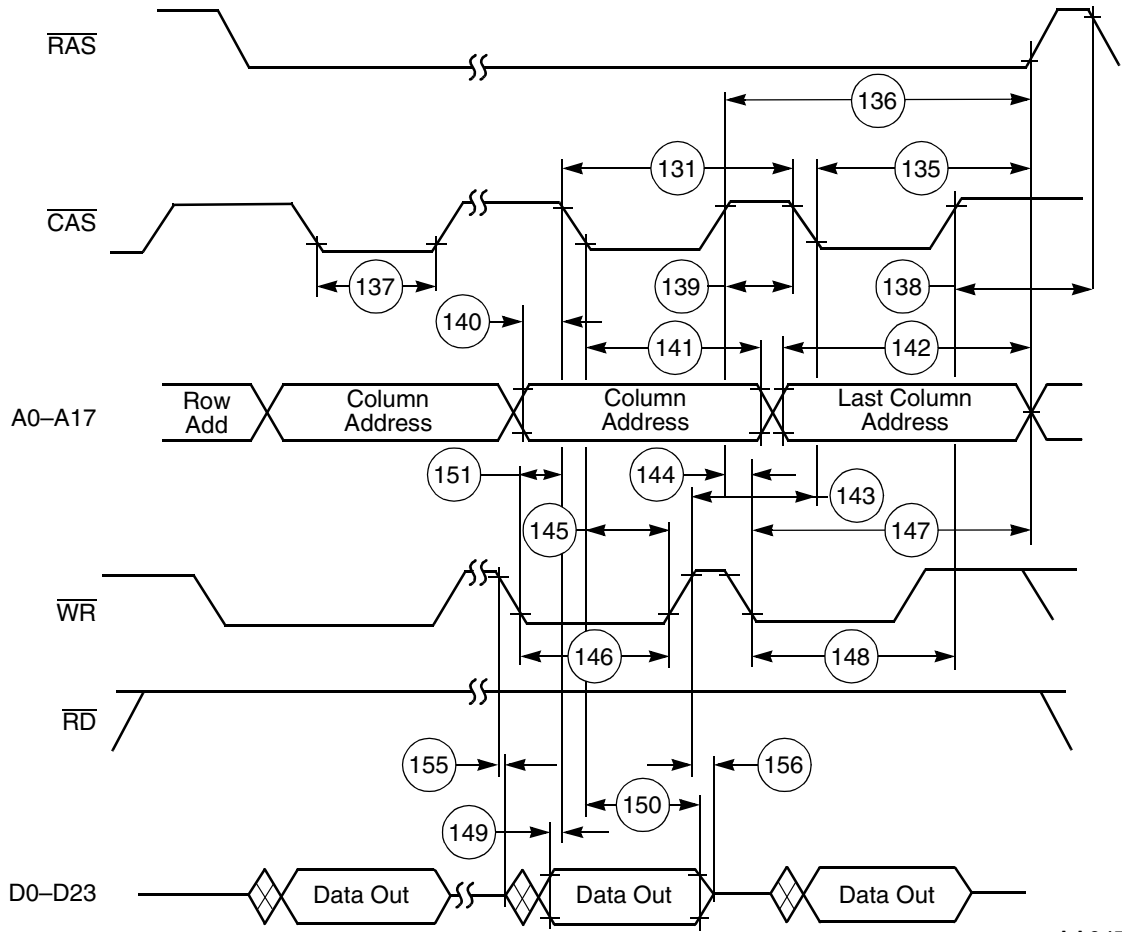 RAS
136
131
135
CAS
137
139
138
140
141
142
A0–A17
Row
Add
Column
Address
Column
Address
Last Column
Address
151
144
143
145
147
WR
146
148
RD
155
156
150
149
D0–D23
Data Out
Data Out
Data Out